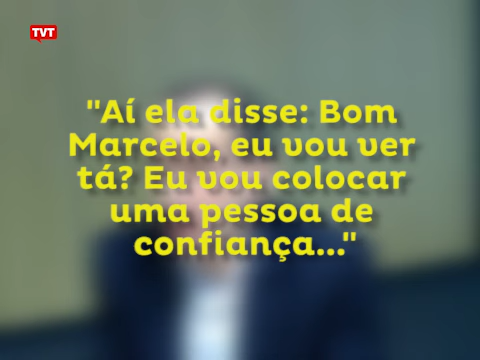 TVT
"Aí ela disse: Bom
Marcelo, eu vou ver
tá? Eu vou colocar
uma pessoa de
confiança..."